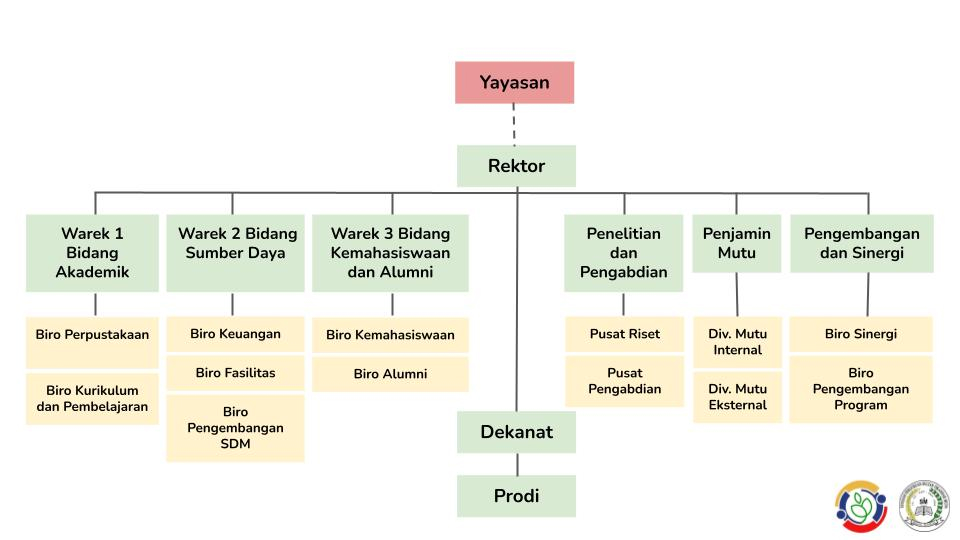 Yayasan
Rektor
Warek 1
Bidang
Akademik
Warek 2 Bidang
Sumber Daya
Warek 3 Bidang
Kemahasiswaan
dan Alumni
Penelitian
dan
Pengabdian
Penjamin
Mutu
Pengembangan
dan Sinergi
Biro Perpustakaan
Biro Kurikulum
dan Pembelajaran
Biro Keuangan
Biro Fasilitas
Biro
Pengembangan
SDM
Biro Kemahasiswaan
Biro Alumni
Pusat Riset
Pusat
Pengabdian
Div. Mutu
Internal
Div. Mutu
Eksternal
Biro Sinergi
Biro
Pengembangan
Program
Dekanat
Prodi